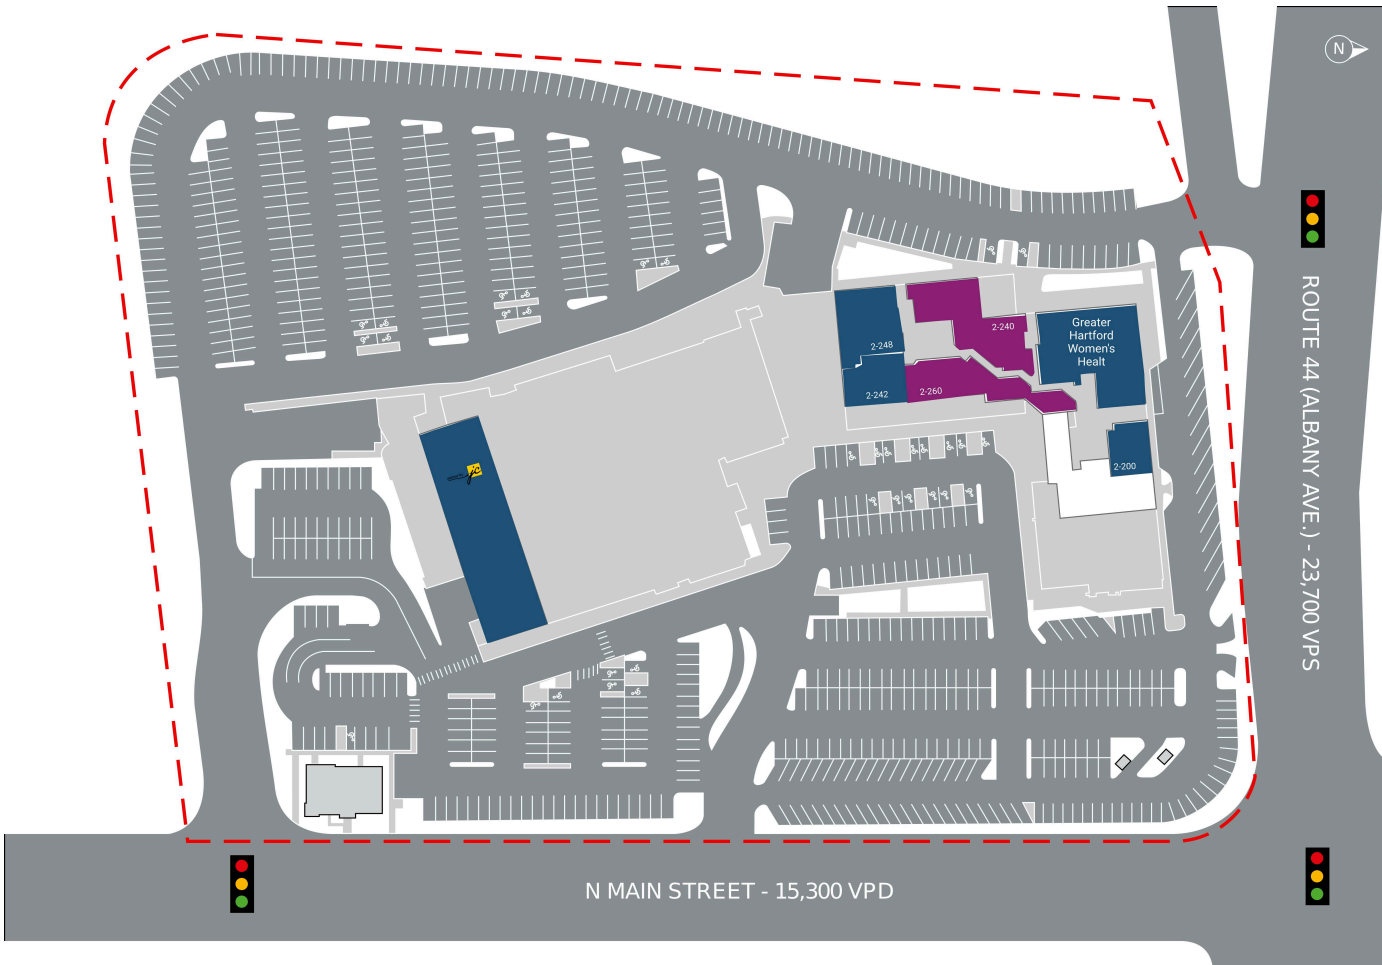 N
2-240
Greater
Hartford
Women's
Healt
2-248
2-260
2-242
2-200
ROUTE 44 (ALBANY AVE.) - 23,700 VPS
N MAIN STREET - 15,300 VPD